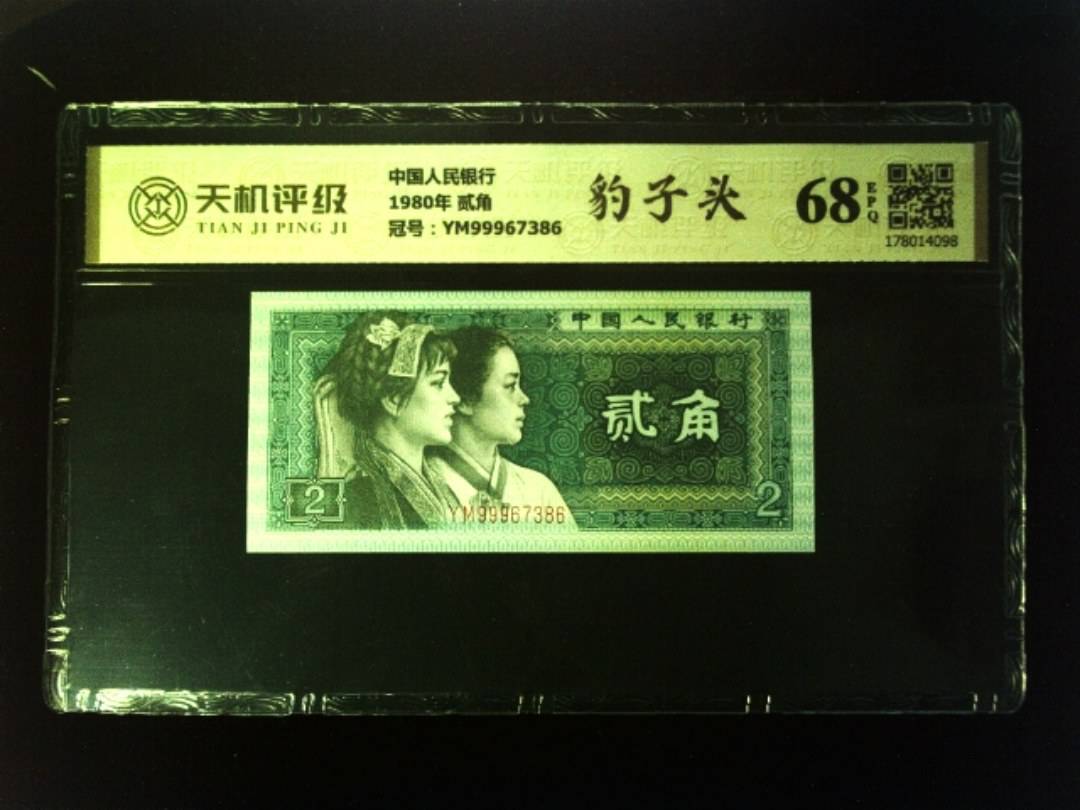 天机评级
TIAN JI PING JI
中国人民银行
1980年 贰角
冠号：YM99967386
豹子头
68
EPQ
178014098
中国人民银行
贰角
2
2
YM99967386